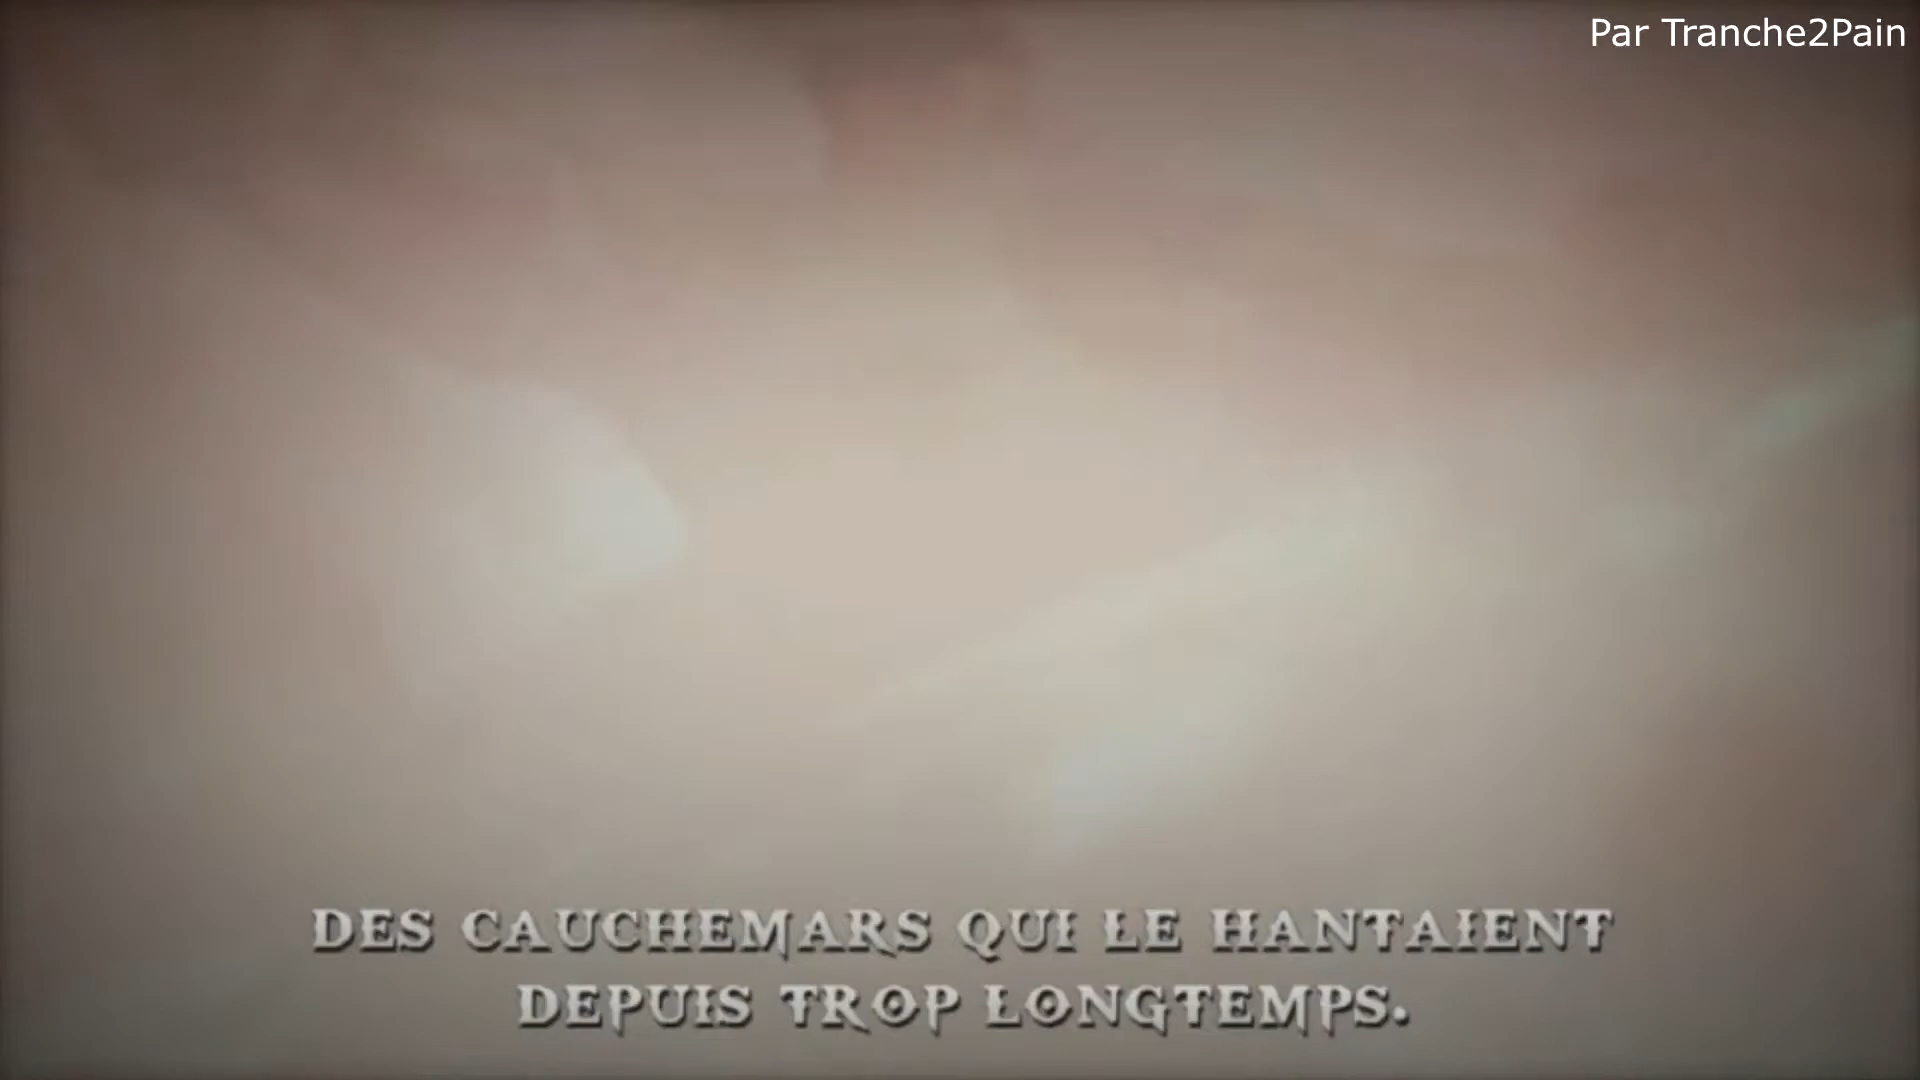 Par Tranche2Pain
DES CAUCHEMARS QUI LE HANTAIENT
DEPUIS TROP LONGTEMPS.